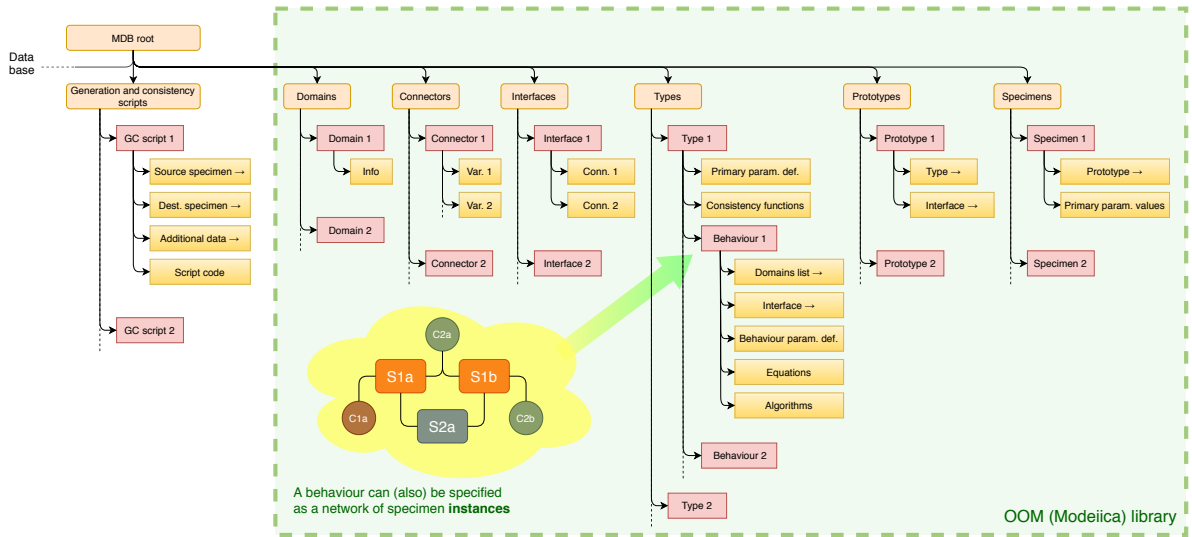 MDB root
Data
base
Generation and consistency
scripts
Domains
Connectors
Interfaces
Types
Prototypes
Specimens
GC script 1
Source specimen →
Dest. specimen →
Additional data →
Script code
GC script 2
Domain 1
Info
Domain 2
Connector 1
Var. 1
Var. 2
Connector 2
Interface 1
Conn. 1
Conn. 2
Interface 2
Type 1
Primary param. def.
Consistency functions
Behaviour 1
Domains list →
Interface →
Behaviour param. def.
Equations
Algorithms
Behaviour 2
Type 2
Prototype 1
Type →
Interface →
Prototype 2
Specimen 1
Prototype →
Primary param. values
Specimen 2
C2a
S1a
S1b
C1a
S2a
C2b
A behaviour can (also) be specified
as a network of specimen instances
OOM (Modeiica) library